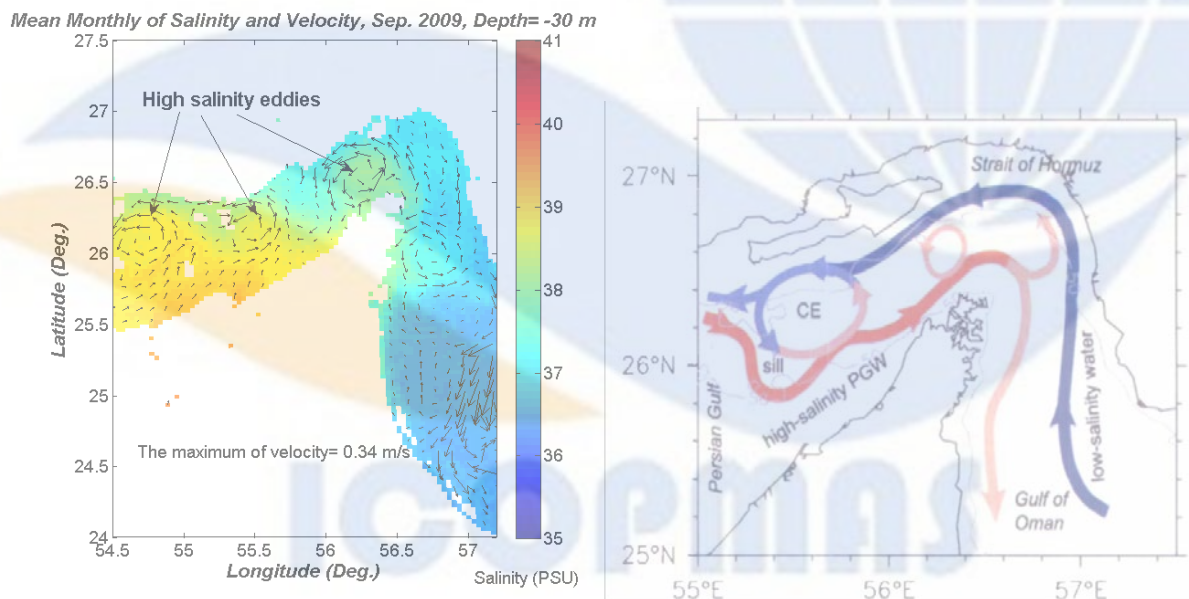 Mean Monthly of Salinity and Velocity, Sep. 2009, Depth= -30 m
27.5
27
26.5
26
25.5
25
24.5
24
Latitude (Deg.)
High salinity eddies
The maximum of velocity= 0.34 m/s
54.5 55 55.5 56 56.5 57
Longitude (Deg.)
41
40
39
38
37
36
35
Salinity (PSU)
27°N
26°N
25°N
Strait of Hormuz
CE
sill
high-salinity PGW
Persian Gulf
low-salinity water
Gulf of
Oman
55°E 56°E 57°E
ICOPMAS